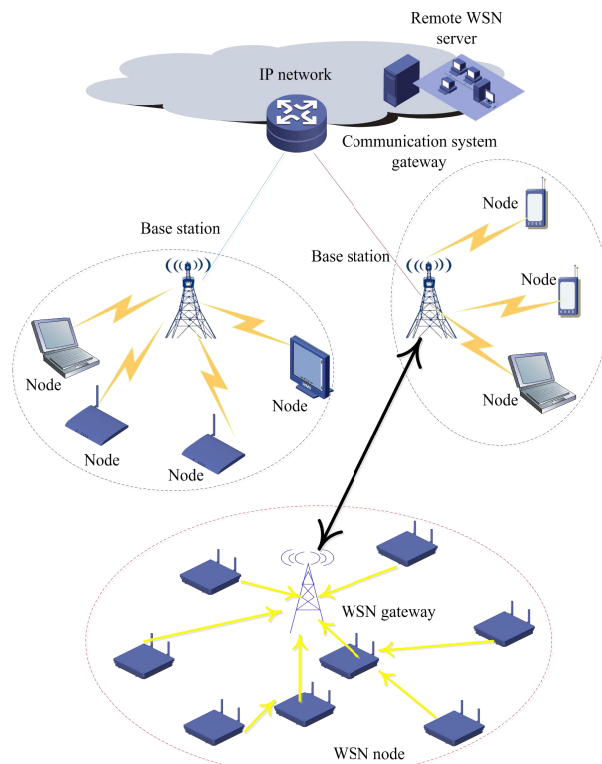 Remote WSN
server
IP network
Communication system
gateway
Node
Base station
Base station
Node
Node
Node
Node
Node
Node
WSN gateway
WSN node